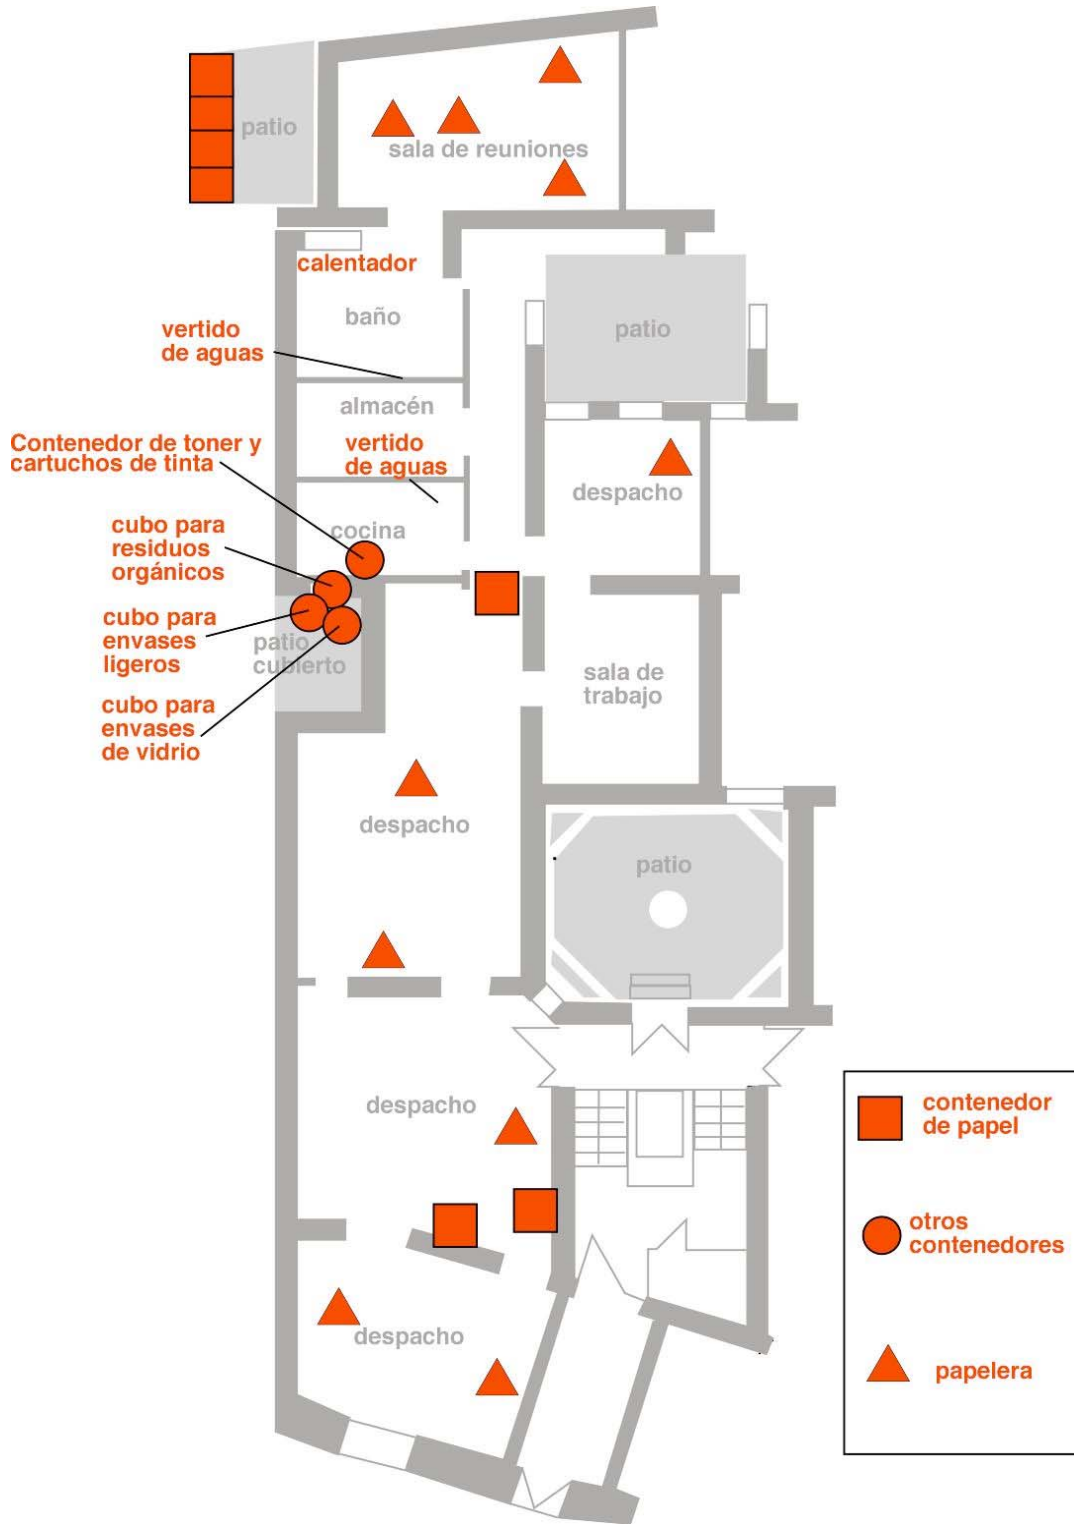 patio
sala de reuniones
calentador
baño
patio
vertido
de aguas
almacén
Contenedor de toner y
cartuchos de tinta
vertido
de aguas
despacho
cocina
cubo para
residuos
orgánicos
cubo para
envases
ligeros
patio
cubierto
sala de
trabajo
cubo para
envases
de vidrio
despacho
patio
despacho
contenedor
de papel
otros
contenedores
despacho
papelera